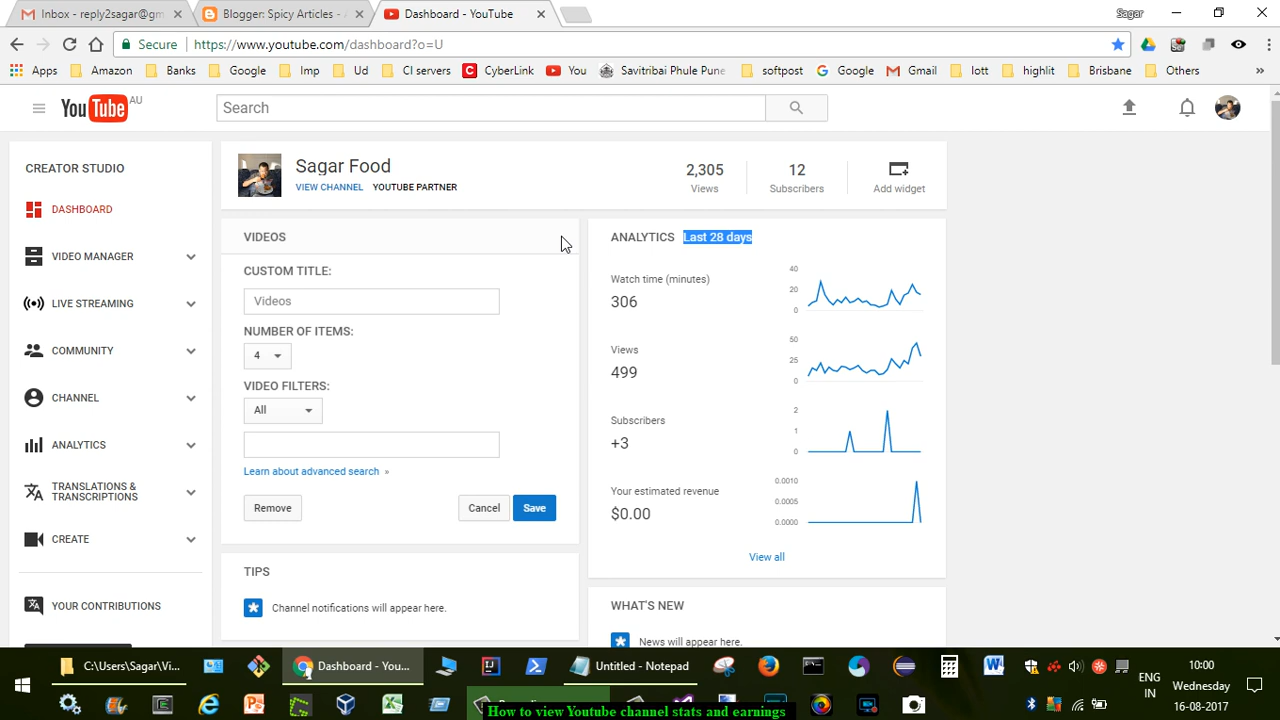 Inbox - reply2sagar@gm
Blogger: Spicy Articles - A
Dashboard - YouTube
Sagar
Secure
https://www.youtube.com/dashboard?o=U
Apps
Amazon
Banks
Google
Imp
Ud
CI servers
CyberLink
You
Savitribai Phule Pune
softpost
Google
Gmail
lott
highlit
Brisbane
Others
»
YouTube AU
Search
CREATOR STUDIO
DASHBOARD
VIDEO MANAGER
LIVE STREAMING
COMMUNITY
CHANNEL
ANALYTICS
TRANSLATIONS &
TRANSCRIPTIONS
CREATE
YOUR CONTRIBUTIONS
Sagar Food
VIEW CHANNEL YOUTUBE PARTNER
2,305
Views
12
Subscribers
Add widget
VIDEOS
CUSTOM TITLE:
Videos
NUMBER OF ITEMS:
4
VIDEO FILTERS:
All
Learn about advanced search »
Remove
Cancel
Save
TIPS
Channel notifications will appear here.
ANALYTICS Last 28 days
Watch time (minutes)
306
40
20
0
Views
499
50
25
0
Subscribers
+3
2
1
0
Your estimated revenue
$0.00
0.0010
0.0005
0.0000
View all
WHAT'S NEW
News will appear here.
C:\Users\Sagar\Vi...
Dashboard - You...
Untitled - Notepad
ENG
IN
10:00
Wednesday
16-08-2017
How to view Youtube channel stats and earnings